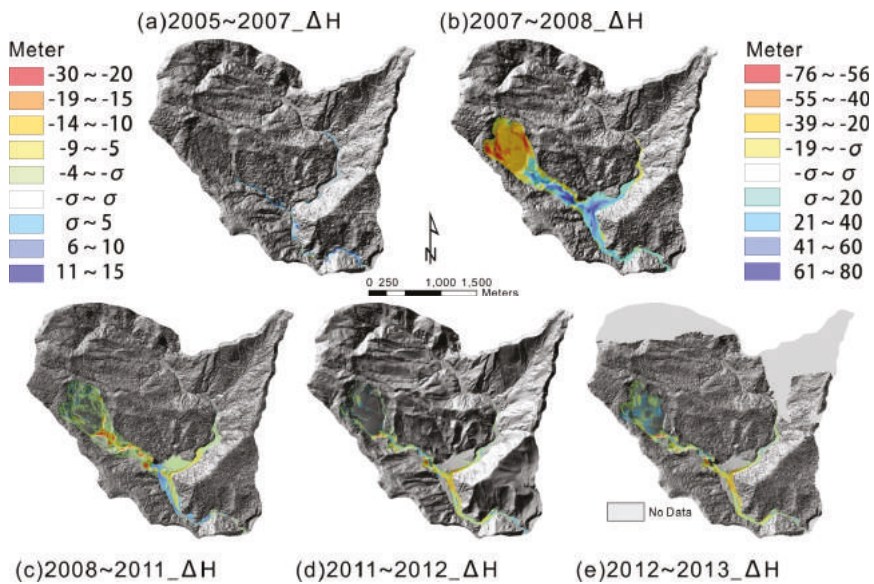 (a)2005~2007_ΔH
(b)2007~2008_ΔH
Meter
-30 ~ -20
-19 ~ -15
-14 ~ -10
-9 ~ -5
-4 ~ -σ
-σ ~ σ
σ ~ 5
6 ~ 10
11 ~ 15
Meter
-76 ~ -56
-55 ~ -40
-39 ~ -20
-19 ~ -σ
-σ ~ σ
σ ~ 20
21 ~ 40
41 ~ 60
61 ~ 80
N
0 250 1,000 1,500
Meters
No Data
(c)2008~2011_ΔH
(d)2011~2012_ΔH
(e)2012~2013_ΔH